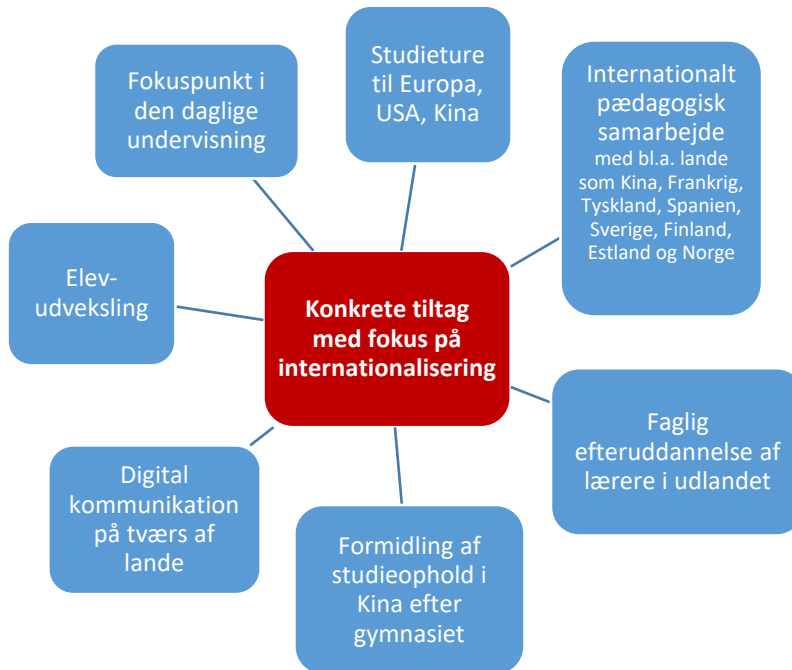 Studieture
til Europa,
USA, Kina
Internationalt
pædagogisk
samarbejde
med bl.a. lande
som Kina, Frankrig,
Tyskland, Spanien,
Sverige, Finland,
Estland og Norge
Faglig
efteruddannelse af
lærere i udlandet
Formidling af
studieophold i
Kina efter
gymnasiet
Digital
kommunikation
på tværs af
lande
Elev-
udveksling
Fokuspunkt i
den daglige
undervisning
Konkrete tiltag
med fokus på
internationalisering